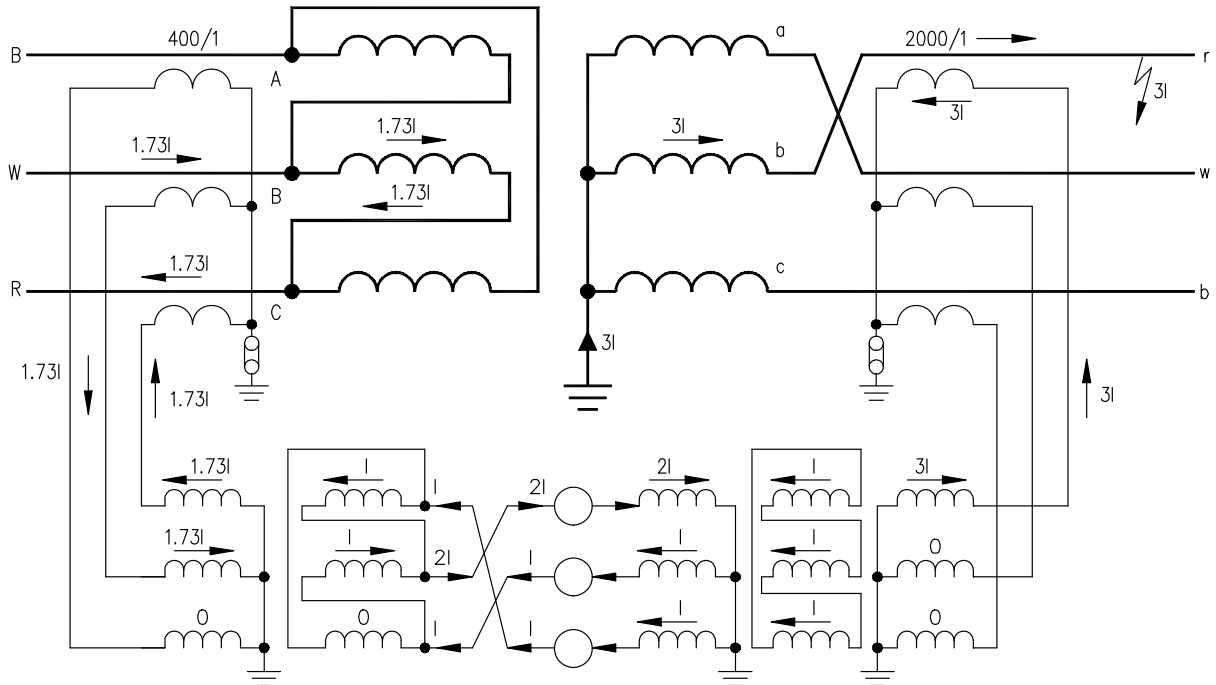 B 400/1 a 2000/1 r
A 3I 3I
1.73I 1.73I 3I b
W B 1.73I w
1.73I
R C c b
3I
1.73I 1.73I 3I
1.73I I 2I I 3I
I 2I
1.73I I 2I I I I 0
0 0 I I I I 0